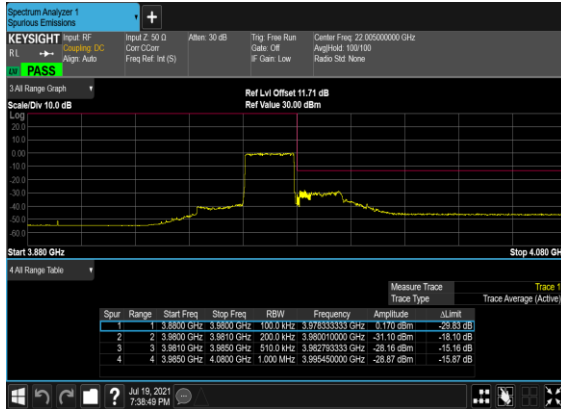 Spectrum Analyzer 1
Spurious Emissions
KEYSIGHT Input: RF Input Z: 50 Ω Atten: 30 dB Trig: Free Run Center Freq: 22.005000000 GHz
RL Coupling: DC Corr CCorr Gate: Off Avg|Hold: 100/100
Align: Auto Freq Ref: Int (S) IF Gain: Low Radio Std: None
PASS
3 All Range Graph Ref Lvl Offset 11.71 dB
Scale/Div 10.0 dB Ref Value 30.00 dBm
Log
20.0
10.0
0.00
-10.0
-20.0
-30.0
-40.0
-50.0
-60.0
Start 3.880 GHz Stop 4.080 GH
4 All Range Table
Measure Trace Trace 1
Trace Type Trace Average (Active)
Spur Range Start Freq Stop Freq RBW Frequency Amplitude ΔLimit
1 1 3.8800 GHz 3.9800 GHz 100.0 kHz 3.978333333 GHz 0.170 dBm -29.83 dB
2 2 3.9800 GHz 3.9810 GHz 200.0 kHz 3.980010000 GHz -31.10 dBm -18.10 dB
3 3 3.9810 GHz 3.9850 GHz 510.0 kHz 3.982793333 GHz -28.16 dBm -15.16 dB
4 4 3.9850 GHz 4.0800 GHz 1.000 MHz 3.995450000 GHz -28.87 dBm -15.87 dB
? Jul 19, 2021
7:38:49 PM